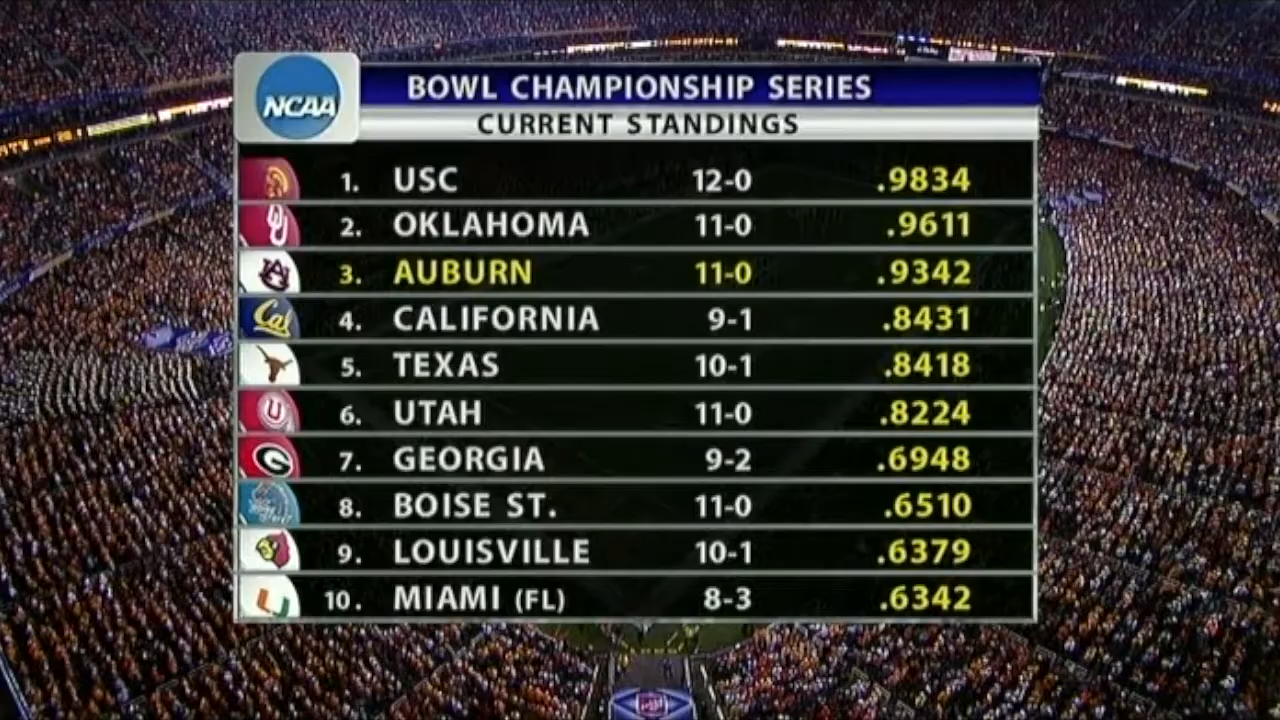 NCAA
BOWL CHAMPIONSHIP SERIES
CURRENT STANDINGS
1. USC 12-0 .9834
2. OKLAHOMA 11-0 .9611
3. AUBURN 11-0 .9342
Cal 4. CALIFORNIA 9-1 .8431
5. TEXAS 10-1 .8418
U 6. UTAH 11-0 .8224
G 7. GEORGIA 9-2 .6948
8. BOISE ST. 11-0 .6510
9. LOUISVILLE 10-1 .6379
U 10. MIAMI (FL) 8-3 .6342